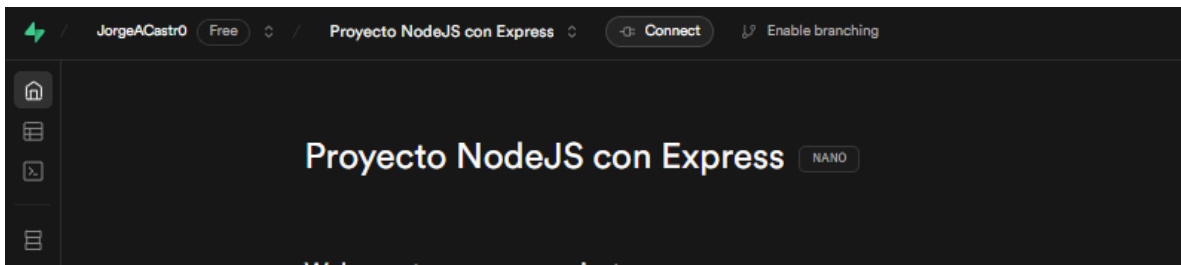 JorgeACastr0 Free Proyecto NodeJS con Express Connect Enable branching
Proyecto NodeJS con Express NANO